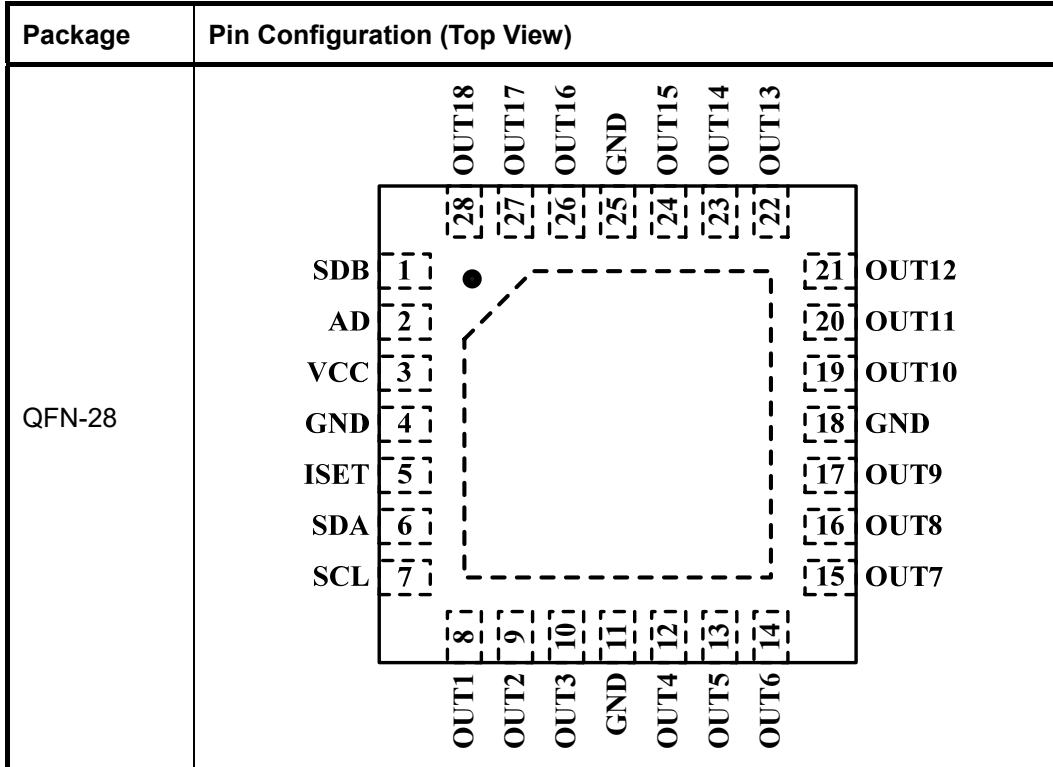 Package
Pin Configuration (Top View)
QFN-28
OUT18
OUT17
OUT16
GND
OUT15
OUT14
OUT13
28
27
26
25
24
23
22
SDB 1
AD 2
VCC 3
GND 4
ISET 5
SDA 6
SCL 7
21 OUT12
20 OUT11
19 OUT10
18 GND
17 OUT9
16 OUT8
15 OUT7
8
9
10
11
12
13
14
OUT1
OUT2
OUT3
GND
OUT4
OUT5
OUT6